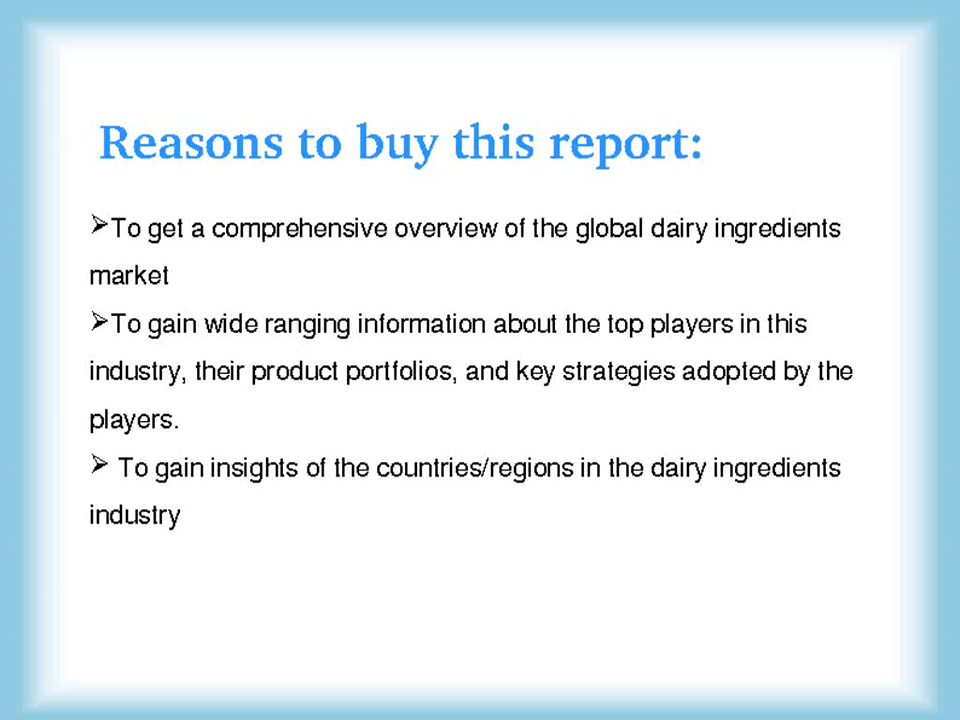 Reasons to buy this report:
➢To get a comprehensive overview of the global dairy ingredients
market
➢To gain wide ranging information about the top players in this
industry, their product portfolios, and key strategies adopted by the
players.
➢ To gain insights of the countries/regions in the dairy ingredients
industry